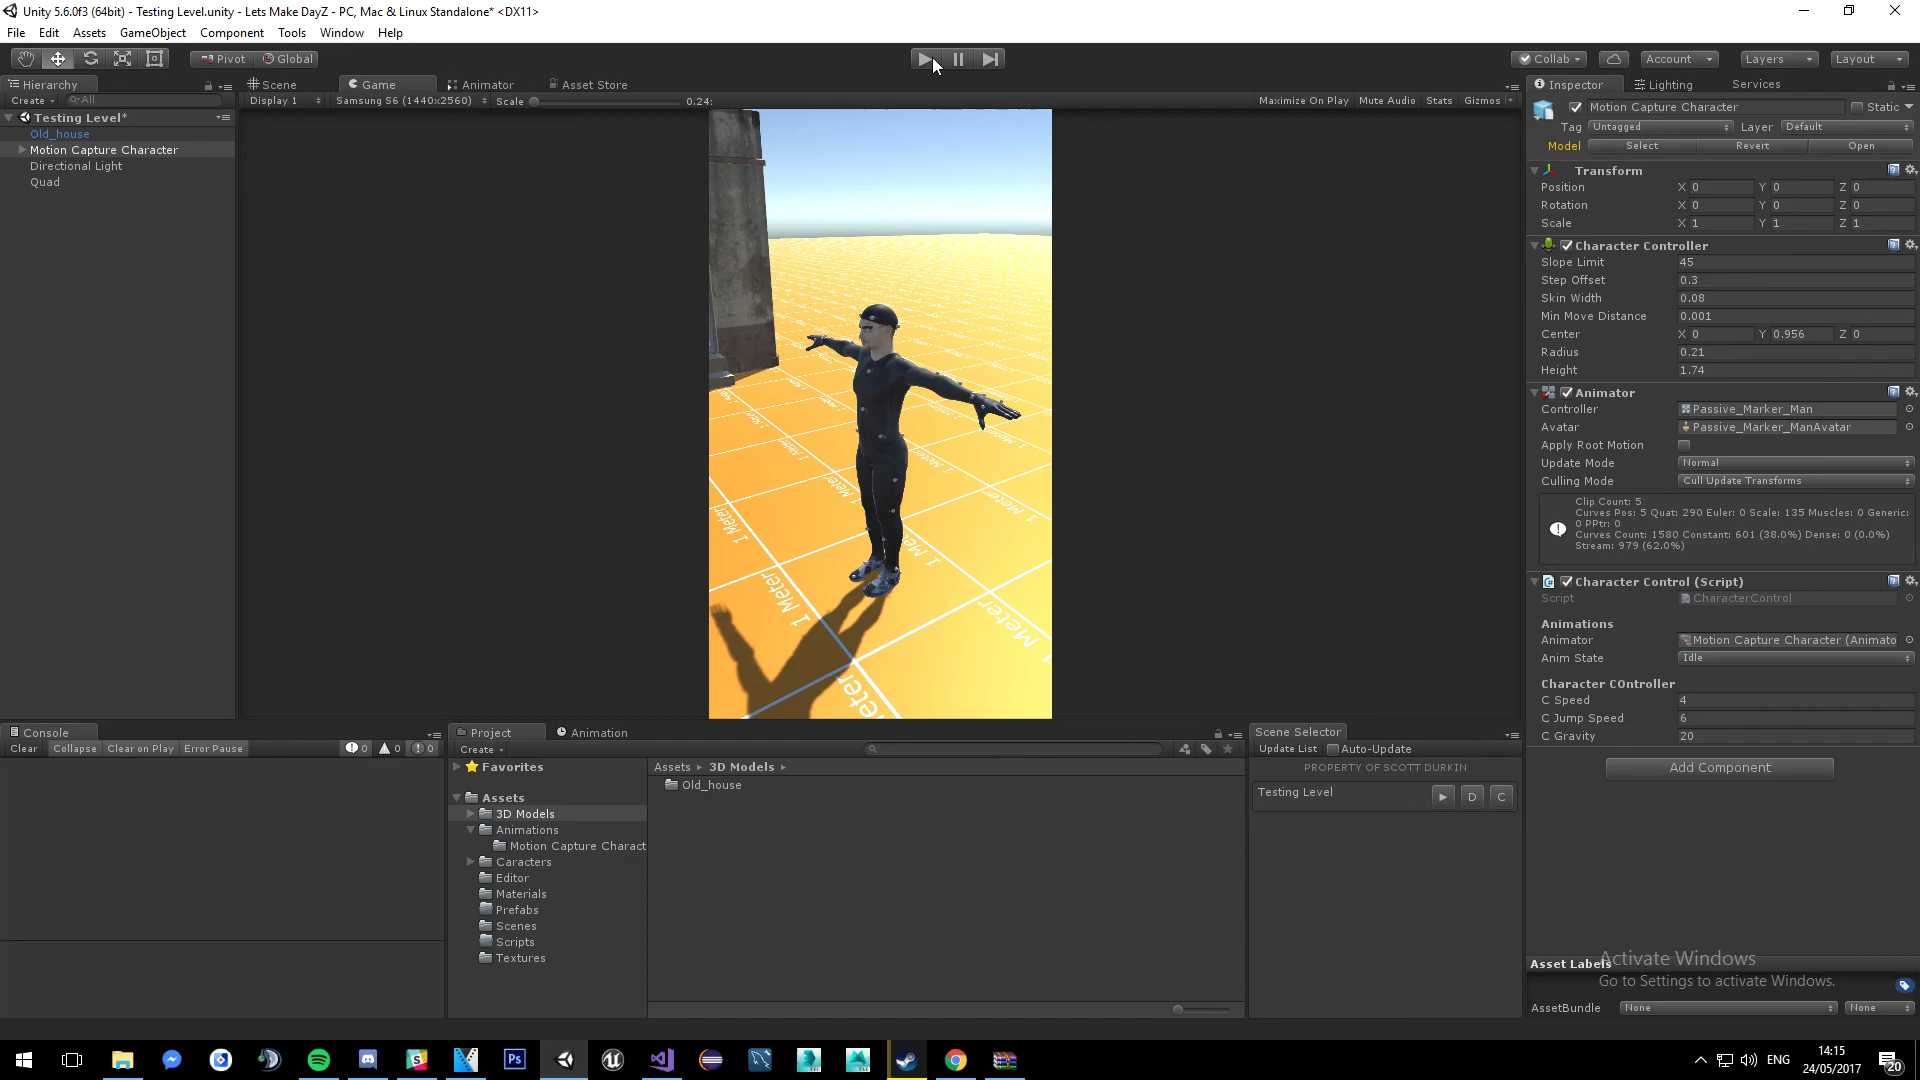 Unity 5.6.0f3 (64bit) - Testing Level.unity - Lets Make DayZ - PC, Mac & Linux Standalone* <DX11>
File Edit Assets GameObject Component Tools Window Help
Pivot Global Collab Account Layers Layout
Hierarchy
Create All
Testing Level*
Old_house
Motion Capture Character
Directional Light
Quad
Scene Game Animator Asset Store
Display 1 Samsung S6 (1440x2560) Scale 0.24: Maximize On Play Mute Audio Stats Gizmos
1 Meter
1 Meter
1 Meter
1 Meter
Meter
Meter
Inspector Lighting Services
Motion Capture Character Static
Tag Untagged Layer Default
Model Select Revert Open
Transform
Position X 0 Y 0 Z 0
Rotation X 0 Y 0 Z 0
Scale X 1 Y 1 Z 1
Character Controller
Slope Limit 45
Step Offset 0.3
Skin Width 0.08
Min Move Distance 0.001
Center X 0 Y 0.956 Z 0
Radius 0.21
Height 1.74
Animator
Controller Passive_Marker_Man
Avatar Passive_Marker_ManAvatar
Apply Root Motion
Update Mode Normal
Culling Mode Cull Update Transforms
Clip Count: 5
Curves Pos: 5 Quat: 290 Euler: 0 Scale: 135 Muscles: 0 Generic:
0 PPtr: 0
Curves Count: 1580 Constant: 601 (38.0%) Dense: 0 (0.0%)
Stream: 979 (62.0%)
Character Control (Script)
Script CharacterControl
Animations
Animator Motion Capture Character (Animato
Anim State Idle
Character COntroller
C Speed 4
C Jump Speed 6
C Gravity 20
Add Component
Asset Labels
AssetBundle None None
Activate Windows
Go to Settings to activate Windows.
Console
Clear Collapse Clear on Play Error Pause 0 0 0
Project Animation
Create
Favorites
Assets
3D Models
Animations
Motion Capture Charact
Caracters
Editor
Materials
Prefabs
Scenes
Scripts
Textures
Assets 3D Models
Old_house
Scene Selector
Update List Auto-Update
PROPERTY OF SCOTT DURKIN
Testing Level D C
Ps
ENG
14:15
24/05/2017
20